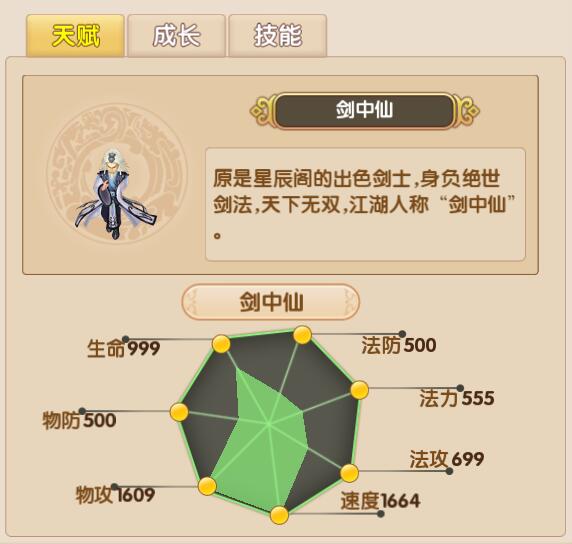 天赋
成长
技能
剑中仙
原是星辰阁的出色剑士,身负绝世
剑法,天下无双,江湖人称“剑中仙”
。
剑中仙
生命999
法防500
法力555
物防500
法攻699
物攻1609
速度1664